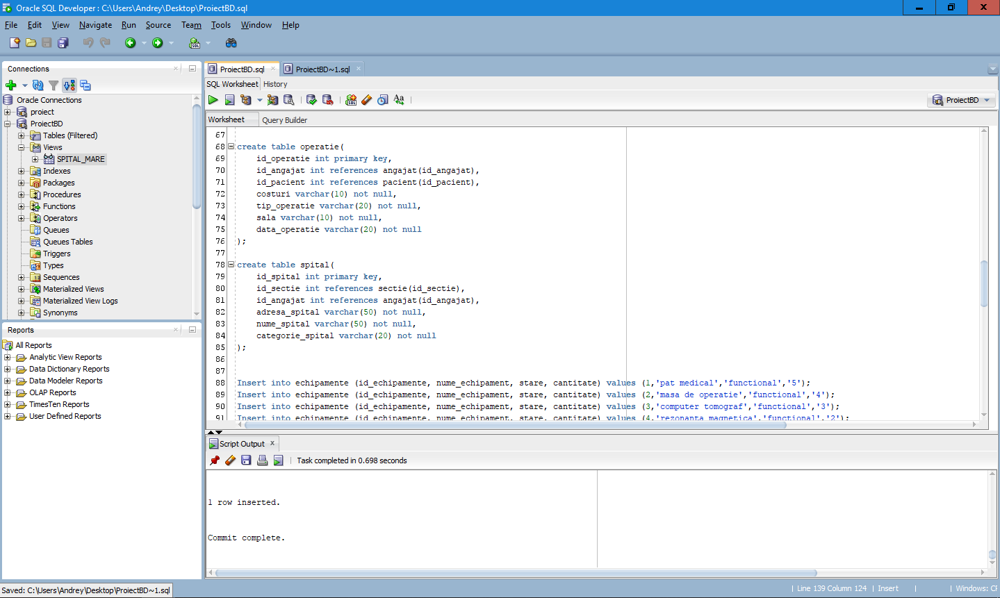 Oracle SQL Developer : C:\Users\Andrey\Desktop\ProiectBD.sql
File Edit View Navigate Run Source Team Tools Window Help
Connections
Oracle Connections
proiect
ProiectBD
Tables (Filtered)
Views
SPITAL_MARE
Indexes
Packages
Procedures
Functions
Operators
Queues
Queues Tables
Triggers
Types
Sequences
Materialized Views
Materialized View Logs
Synonyms
Reports
All Reports
Analytic View Reports
Data Dictionary Reports
Data Modeler Reports
OLAP Reports
TimesTen Reports
User Defined Reports
ProiectBD.sql ProiectBD~1.sql
SQL Worksheet History
ProiectBD
Worksheet Query Builder
67
68 create table operatie(
69 id_operatie int primary key,
70 id_angajat int references angajat(id_angajat),
71 id_pacient int references pacient(id_pacient),
72 costuri varchar(10) not null,
73 tip_operatie varchar(20) not null,
74 sala varchar(10) not null,
75 data_operatie varchar(20) not null
76 );
77
78 create table spital(
79 id_spital int primary key,
80 id_sectie int references sectie(id_sectie),
81 id_angajat int references angajat(id_angajat),
82 adresa_spital varchar(50) not null,
83 nume_spital varchar(50) not null,
84 categorie_spital varchar(20) not null
85 );
86
87
88 Insert into echipamente (id_echipamente, nume_echipament, stare, cantitate) values (1,'pat medical','functional','5');
89 Insert into echipamente (id_echipamente, nume_echipament, stare, cantitate) values (2,'masa de operatie','functional','4');
90 Insert into echipamente (id_echipamente, nume_echipament, stare, cantitate) values (3,'computer tomograf','functional','3');
91 Insert into echipamente (id_echipamente, nume_echipament, stare, cantitate) values (4,'rezonanta magnetica','functional','2');
Script Output
Task completed in 0.698 seconds
1 row inserted.
Commit complete.
Saved: C:\Users\Andrey\Desktop\ProiectBD~1.sql
Line 139 Column 124 Insert Windows: CF